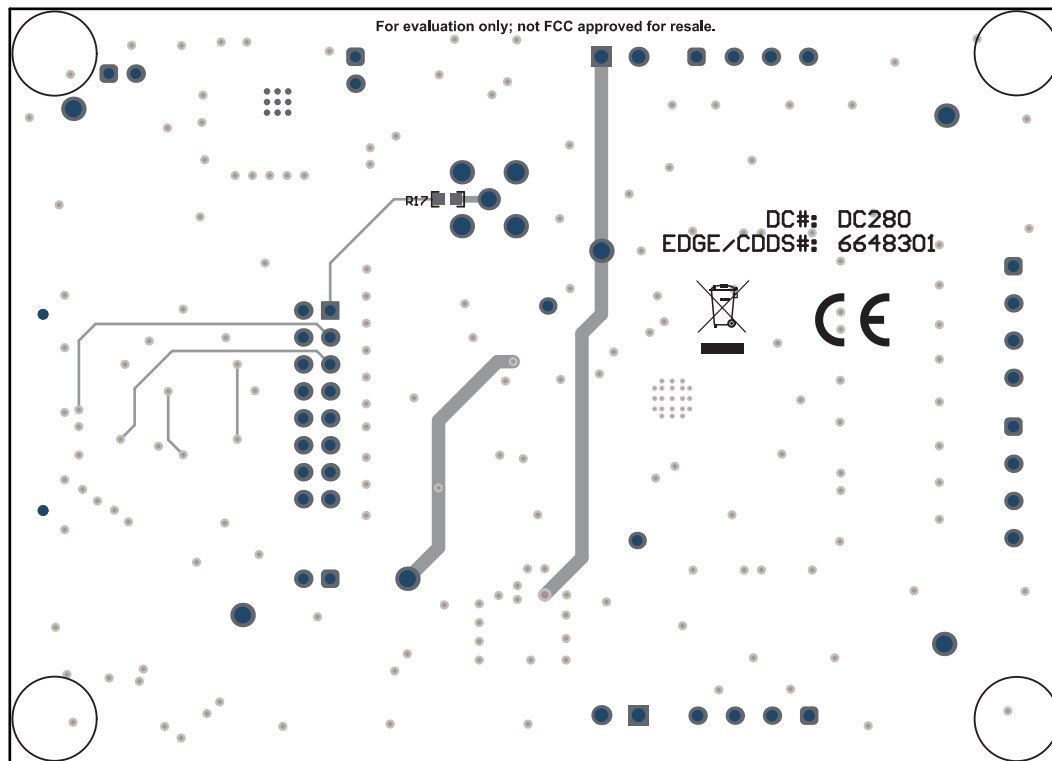 For evaluation only; not FCC approved for resale.
R17
DC#: DC280
EDGE/CDDS#: 6648301
CE